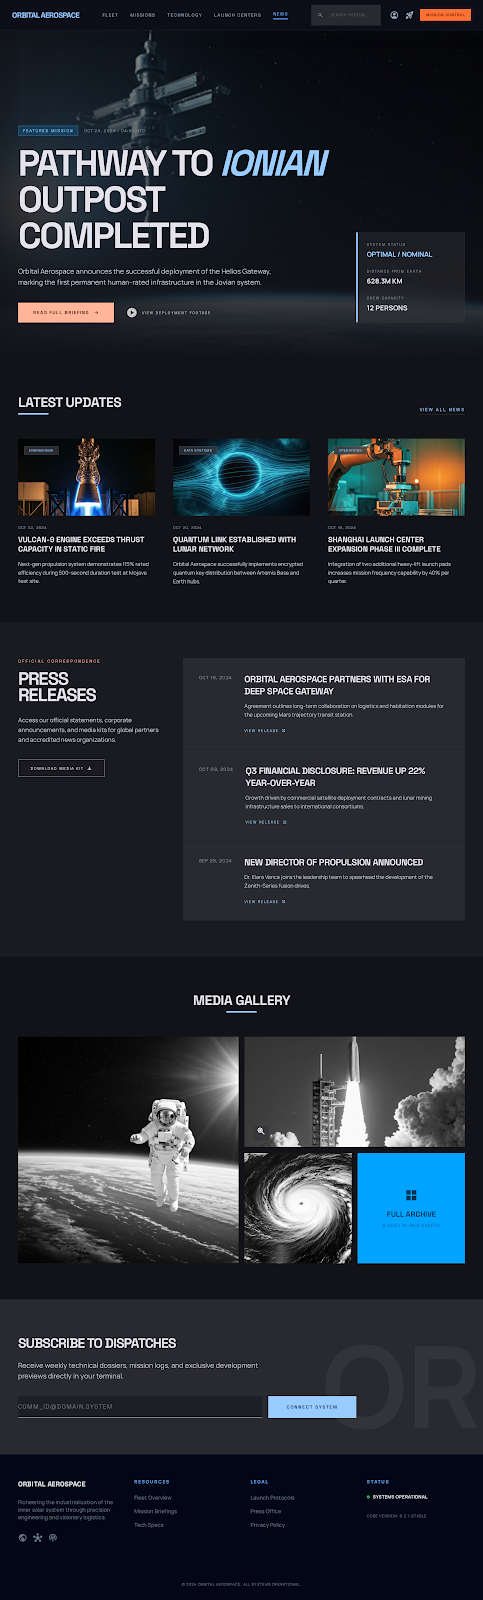 ORBITAL AEROSPACE
FLEET MISSIONS TECHNOLOGY LAUNCH CENTERS NEWS
SEARCH SYSTEM...
MISSION CONTROL
FEATURED MISSION
OCT 24, 2024 •
PATHWAY TO IONIAN
OUTPOST
COMPLETED
Orbital Aerospace announces the successful deployment of the Helios Gateway,
marking the first permanent human-rated infrastructure in the Jovian system.
READ FULL BRIEFING →
VIEW DEPLOYMENT FOOTAGE
SYSTEM STATUS
OPTIMAL / NOMINAL
DISTANCE FROM EARTH
628.3M KM
CREW CAPACITY
12 PERSONS
LATEST UPDATES
VIEW ALL NEWS
ENGINEERING
OCT 22, 2024
VULCAN-9 ENGINE EXCEEDS THRUST
CAPACITY IN STATIC FIRE
Next-gen propulsion system demonstrates 115% rated
efficiency during 500-second duration test at Mojave
test site.
DATA SYSTEMS
OCT 20, 2024
QUANTUM LINK ESTABLISHED WITH
LUNAR NETWORK
Orbital Aerospace successfully implements encrypted
quantum key distribution between Artemis Base and
Earth hubs.
OPERATIONS
OCT 18, 2024
SHANGHAI LAUNCH CENTER
EXPANSION PHASE III COMPLETE
Integration of two additional heavy-lift launch pads
increases mission frequency capability by 40% per
quarter.
OFFICIAL CORRESPONDENCE
PRESS
RELEASES
Access our official statements, corporate
announcements, and media kits for global partners
and accredited news organizations.
DOWNLOAD MEDIA KIT
OCT 15, 2024
ORBITAL AEROSPACE PARTNERS WITH ESA FOR
DEEP SPACE GATEWAY
Agreement outlines long-term collaboration on logistics and habitation modules for
the upcoming Mars trajectory transit station.
VIEW RELEASE
OCT 09, 2024
Q3 FINANCIAL DISCLOSURE: REVENUE UP 22%
YEAR-OVER-YEAR
Growth driven by commercial satellite deployment contracts and lunar mining
infrastructure sales to international consortiums.
VIEW RELEASE
SEP 28, 2024
NEW DIRECTOR OF PROPULSION ANNOUNCED
Dr. Elara Vance joins the leadership team to spearhead the development of the
Zenith-Series fusion drives.
VIEW RELEASE
MEDIA GALLERY
FULL ARCHIVE
SUBSCRIBE TO DISPATCHES
Receive weekly technical dossiers, mission logs, and exclusive development
previews directly in your terminal.
COMM_ID@DOMAIN.SYSTEM
CONNECT SYSTEM
OR
ORBITAL AEROSPACE
Pioneering the industrialization of the
inner solar system through precision
engineering and visionary logistics.
RESOURCES
Fleet Overview
Mission Briefings
Tech Specs
LEGAL
Launch Protocols
Press Office
Privacy Policy
STATUS
SYSTEMS OPERATIONAL
CORE VERSION: 8.2.1-STABLE
© 2024 ORBITAL AEROSPACE. ALL SYSTEMS OPERATIONAL.